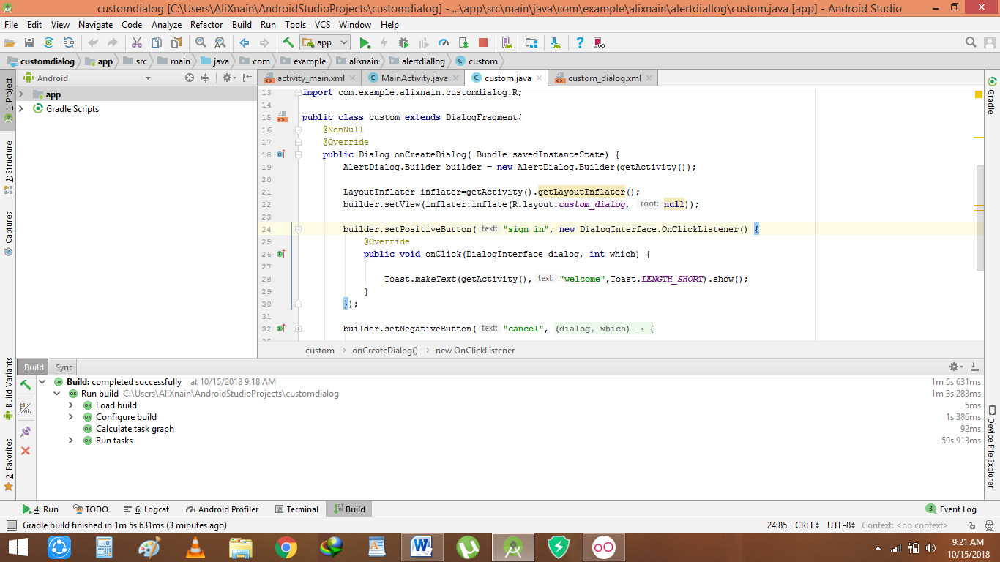 customdialog [C:\Users\AliXnain\AndroidStudioProjects\customdialog] - ...\app\src\main\java\com\example\alixnain\alertdiallog\custom.java [app] - Android Studio
File Edit View Navigate Code Analyze Refactor Build Run Tools VCS Window Help
app
customdialog app src main java com example alixnain alertdiallog custom
Android
activity_main.xml MainActivity.java custom.java custom_dialog.xml
1: Project
7: Structure
Captures
Build Variants
2: Favorites
Gradle
Device File Explorer
app
Gradle Scripts
13 import com.example.alixnain.customdialog.R;
14
15 public class custom extends DialogFragment{
16 @NonNull
17 @Override
18 public Dialog onCreateDialog( Bundle savedInstanceState) {
19 AlertDialog.Builder builder = new AlertDialog.Builder(getActivity());
20
21 LayoutInflater inflater=getActivity().getLayoutInflater();
22 builder.setView(inflater.inflate(R.layout.custom_dialog, root: null));
23
24 builder.setPositiveButton( text: "sign in", new DialogInterface.OnClickListener() {
25 @Override
26 public void onClick(DialogInterface dialog, int which) {
27
28 Toast.makeText(getActivity(), text: "welcome",Toast.LENGTH_SHORT).show();
29 }
30 });
31
32 builder.setNegativeButton( text: "cancel", (dialog, which) → {
custom onCreateDialog() new OnClickListener
Build Sync
Build: completed successfully at 10/15/2018 9:18 AM 1m 5s 631ms
Run build C:\Users\AliXnain\AndroidStudioProjects\customdialog 1m 3s 283ms
Load build 5ms
Configure build 1s 386ms
Calculate task graph 92ms
Run tasks 59s 913ms
4: Run TODO 6: Logcat Android Profiler Terminal Build 3 Event Log
Gradle build finished in 1m 5s 631ms (3 minutes ago) 24:85 CRLF UTF-8 Context: <no context>
9:21 AM
10/15/2018